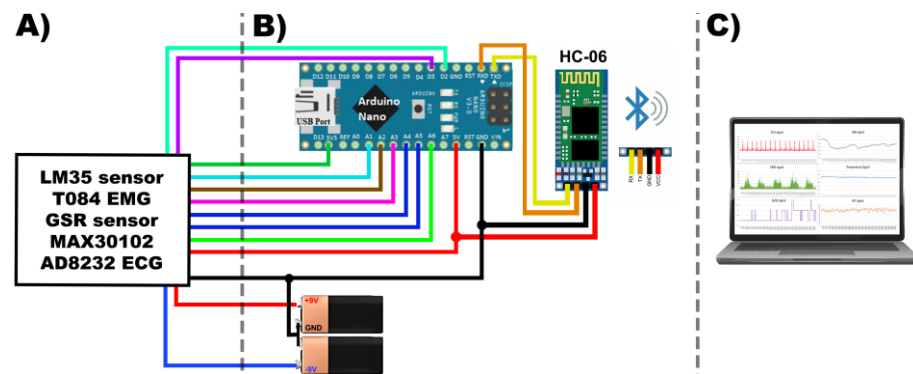 A)
B)
C)
HC-06
D12 D11 D10 D9 D8 D7 D6 D5 D4 D3 D2 GND RST RXD TXD
Arduino
Nano
USB Port
D13 3V3 REF A0 A1 A2 A3 A4 A5 A6 A7 5V RST GND VIN
LM35 sensor
T084 EMG
GSR sensor
MAX30102
AD8232 ECG
RX
TX
GND
VCC
+9V
GND
-9V